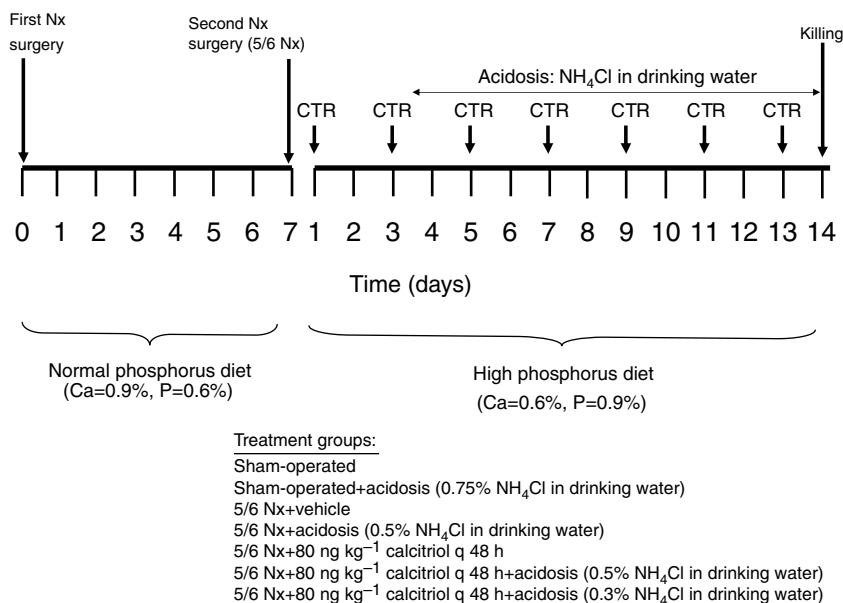 First Nx
surgery
Second Nx
surgery (5/6 Nx)
Killing
Acidosis: NH₄Cl in drinking water
CTR CTR CTR CTR CTR CTR CTR
0 1 2 3 4 5 6 7 1 2 3 4 5 6 7 8 9 10 11 12 13 14
Time (days)
Normal phosphorus diet
(Ca=0.9%, P=0.6%)
High phosphorus diet
(Ca=0.6%, P=0.9%)
Treatment groups:
Sham-operated
Sham-operated+acidosis (0.75% NH₄Cl in drinking water)
5/6 Nx+vehicle
5/6 Nx+acidosis (0.5% NH₄Cl in drinking water)
5/6 Nx+80 ng kg⁻¹ calcitriol q 48 h
5/6 Nx+80 ng kg⁻¹ calcitriol q 48 h+acidosis (0.5% NH₄Cl in drinking water)
5/6 Nx+80 ng kg⁻¹ calcitriol q 48 h+acidosis (0.3% NH₄Cl in drinking water)